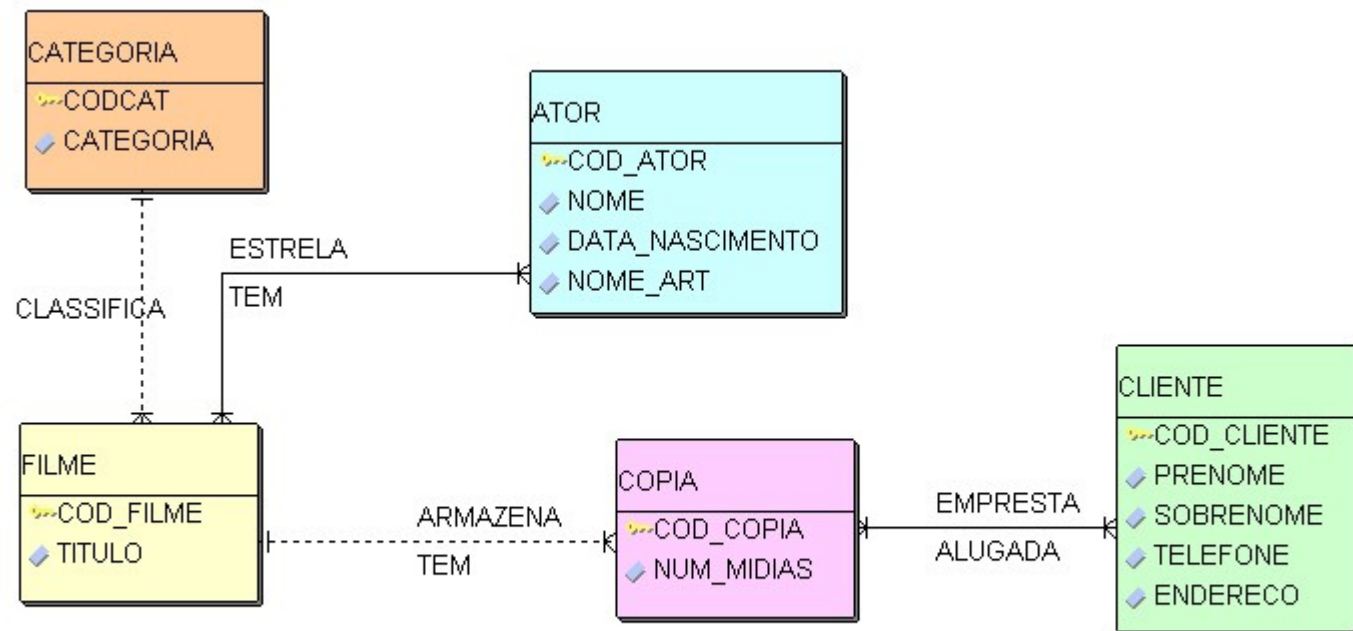 CATEGORIA
CODCAT
CATEGORIA
ATOR
COD_ATOR
NOME
DATA_NASCIMENTO
NOME_ART
ESTRELA
TEM
CLASSIFICA
FILME
COD_FILME
TITULO
ARMAZENA
TEM
COPIA
COD_COPIA
NUM_MIDIAS
EMPRESTA
ALUGADA
CLIENTE
COD_CLIENTE
PRENOME
SOBRENOME
TELEFONE
ENDERECO